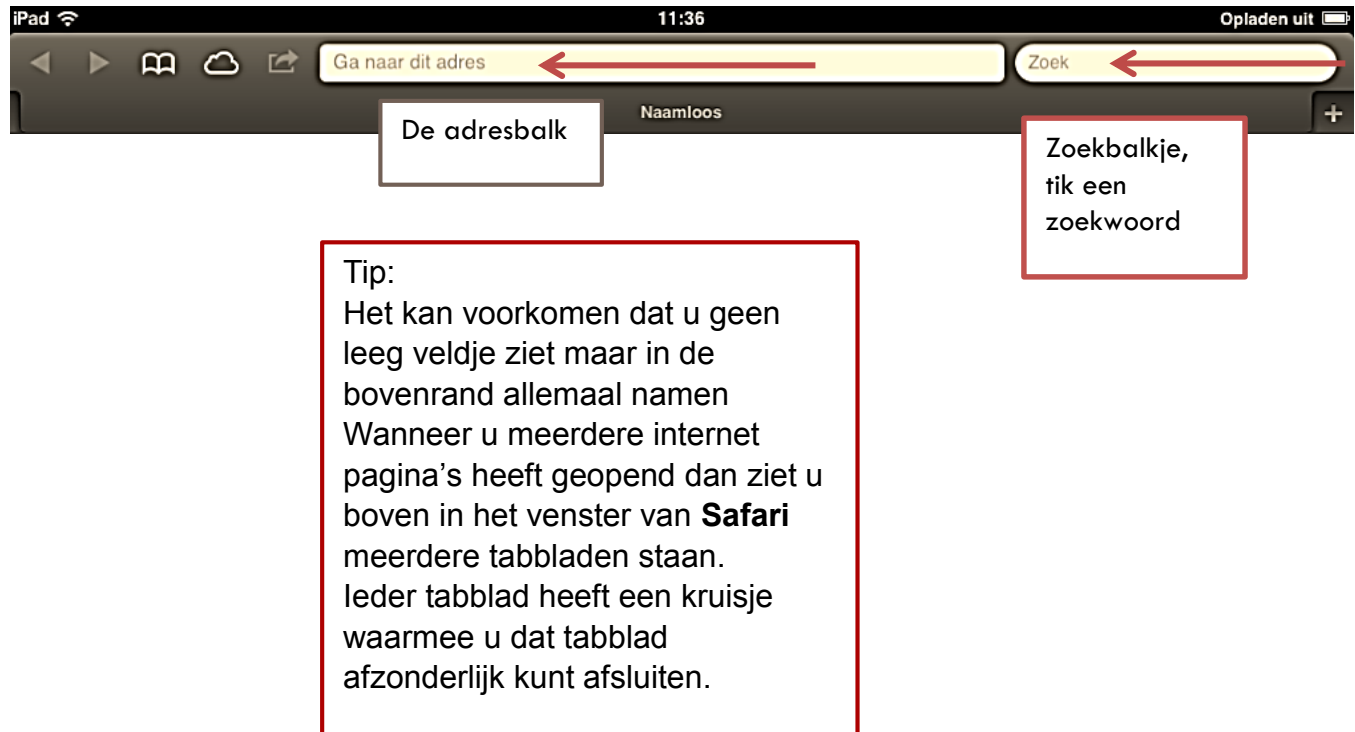 iPad 11:36 Opladen uit
Ga naar dit adres Zoek
Naamloos +
De adresbalk
Zoekbalkje,
tik een
zoekwoord
Tip:
Het kan voorkomen dat u geen
leeg veldje ziet maar in de
bovenrand allemaal namen
Wanneer u meerdere internet
pagina’s heeft geopend dan ziet u
boven in het venster van Safari
meerdere tabbladen staan.
Ieder tabblad heeft een kruisje
waarmee u dat tabblad
afzonderlijk kunt afsluiten.